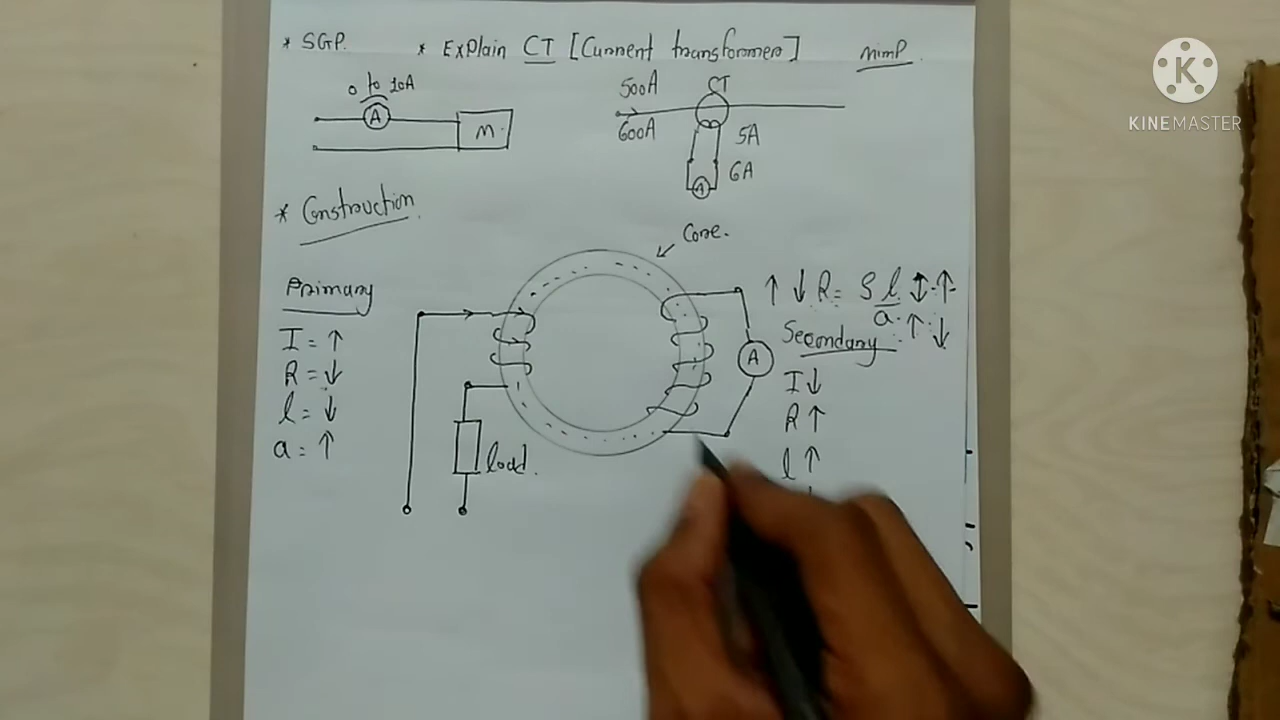 * SGP. * Explain CT [Current transformer] MIMP.
0 to 10A
A
M
500A
600A
CT
5A
6A
A
* Construction.
Core.
Primary
I = ↑
R = ↓
l = ↓
a = ↑
load.
A
↑ ↓ R = S l ↕ ↑
a ↑ ↓
Secondary
I ↓
R ↑
l ↑
K
KINEMASTER